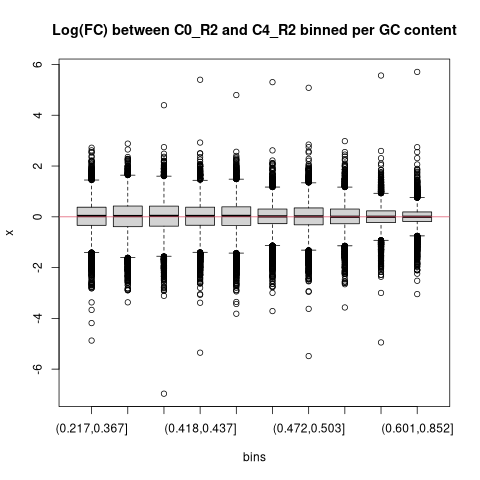 Log(FC) between C0_R2 and C4_R2 binned per GC content
6
4
2
0
-2
-4
-6
x
(0.217,0.367] (0.418,0.437] (0.472,0.503] (0.601,0.852]
bins